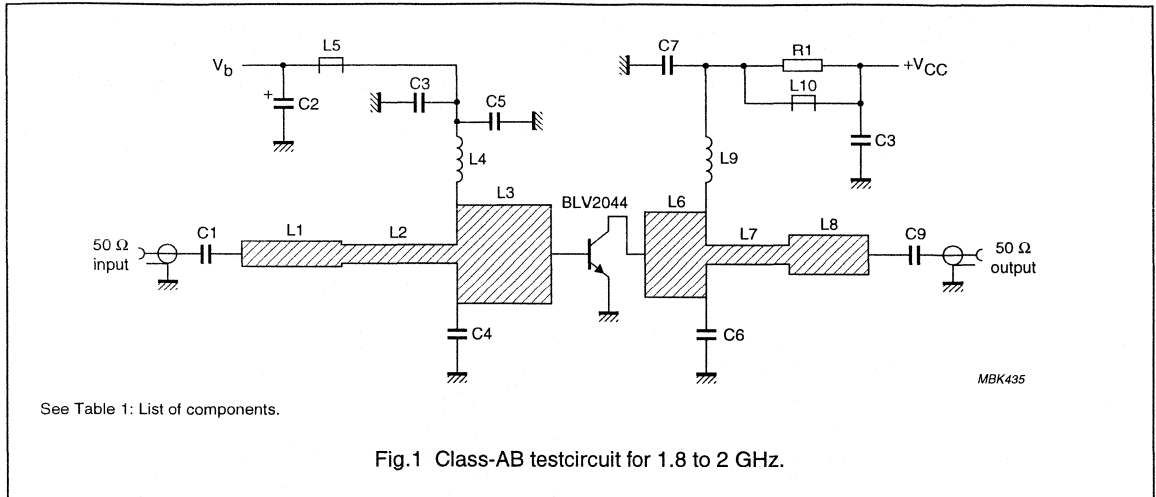 L5
V_b
+
C2
C3
C5
L4
C7
R1
+V_CC
L10
C3
L9
L3
BLV2044
L6
50 Ω
input
C1
L1
L2
L7
L8
C9
50 Ω
output
C4
C6
MBK435
See Table 1: List of components.
Fig.1 Class-AB testcircuit for 1.8 to 2 GHz.